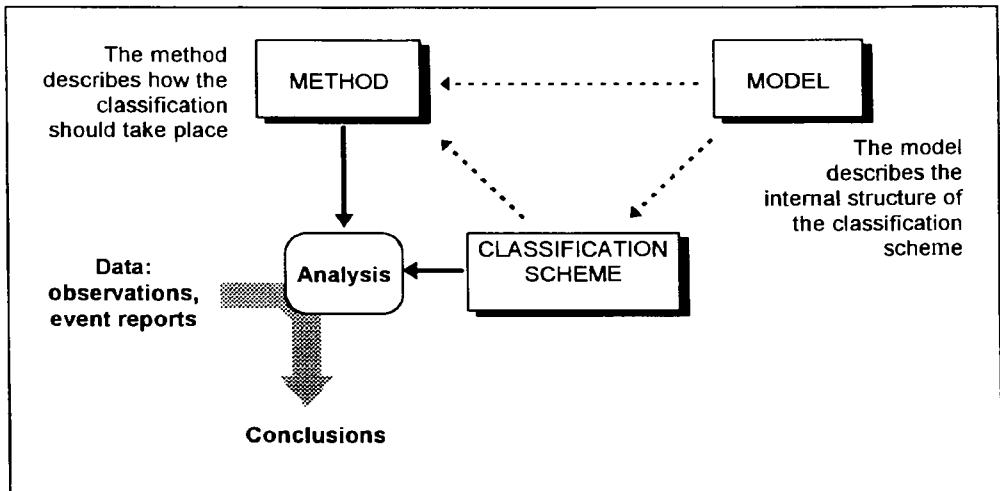 The method
describes how the
classification
should take place
METHOD
MODEL
The model
describes the
internal structure of
the classification
scheme
CLASSIFICATION
SCHEME
Analysis
Data:
observations,
event reports
Conclusions